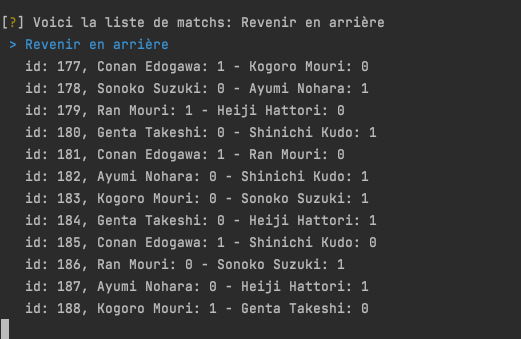 [?] Voici la liste de matchs: Revenir en arrière
> Revenir en arrière
id: 177, Conan Edogawa: 1 - Kogoro Mouri: 0
id: 178, Sonoko Suzuki: 0 - Ayumi Nohara: 1
id: 179, Ran Mouri: 1 - Heiji Hattori: 0
id: 180, Genta Takeshi: 0 - Shinichi Kudo: 1
id: 181, Conan Edogawa: 1 - Ran Mouri: 0
id: 182, Ayumi Nohara: 0 - Shinichi Kudo: 1
id: 183, Kogoro Mouri: 0 - Sonoko Suzuki: 1
id: 184, Genta Takeshi: 0 - Heiji Hattori: 1
id: 185, Conan Edogawa: 1 - Shinichi Kudo: 0
id: 186, Ran Mouri: 0 - Sonoko Suzuki: 1
id: 187, Ayumi Nohara: 0 - Heiji Hattori: 1
id: 188, Kogoro Mouri: 1 - Genta Takeshi: 0